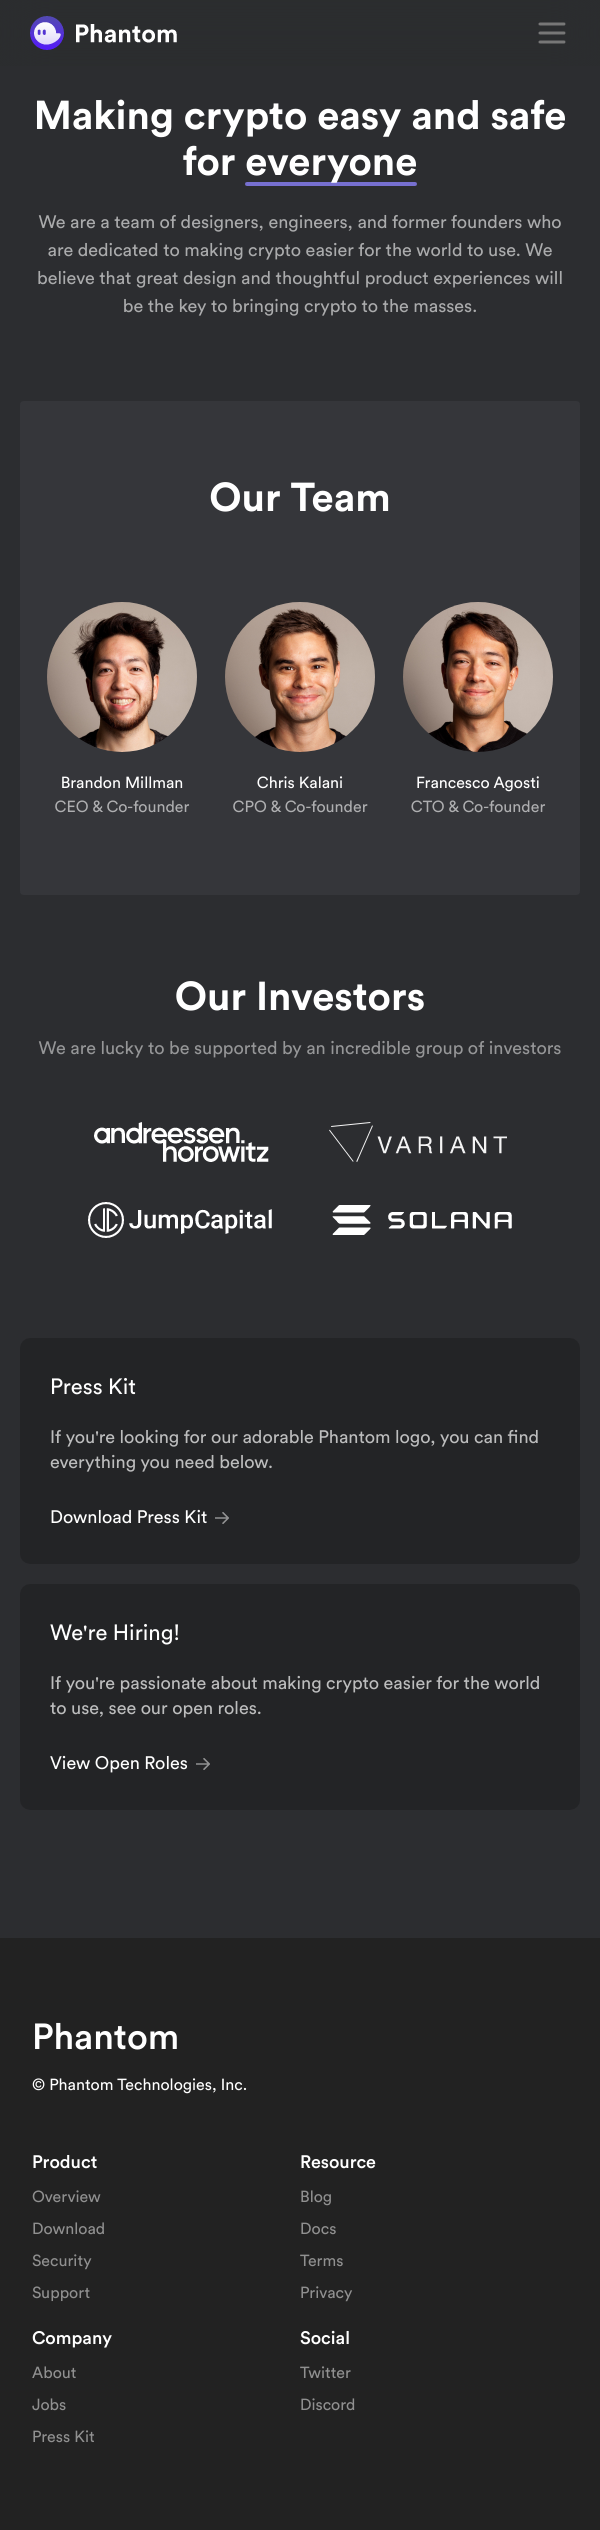 Phantom
Making crypto easy and safe
for everyone
We are a team of designers, engineers, and former founders who
are dedicated to making crypto easier for the world to use. We
believe that great design and thoughtful product experiences will
be the key to bringing crypto to the masses.
Our Team
Brandon Millman
CEO & Co-founder
Chris Kalani
CPO & Co-founder
Francesco Agosti
CTO & Co-founder
Our Investors
We are lucky to be supported by an incredible group of investors
andreessen.
horowitz
VARIANT
JC JumpCapital
SOLANA
Press Kit
If you're looking for our adorable Phantom logo, you can find
everything you need below.
Download Press Kit →
We're Hiring!
If you're passionate about making crypto easier for the world
to use, see our open roles.
View Open Roles →
Phantom
© Phantom Technologies, Inc.
Product
Overview
Download
Security
Support
Resource
Blog
Docs
Terms
Privacy
Company
About
Jobs
Press Kit
Social
Twitter
Discord